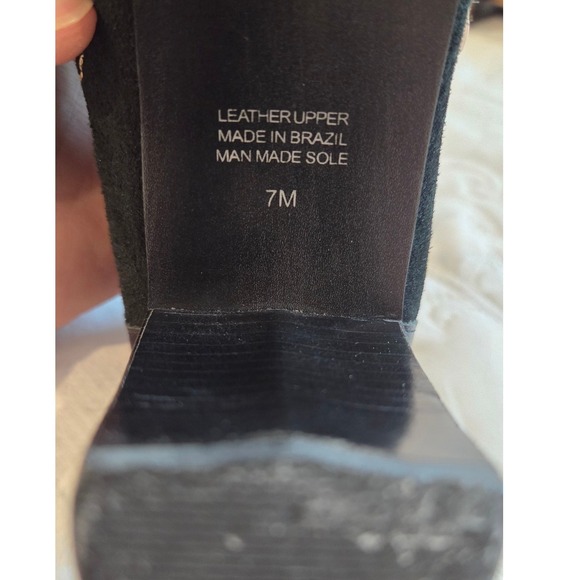 LEATHER UPPER
MADE IN BRAZIL
MAN MADE SOLE
7M